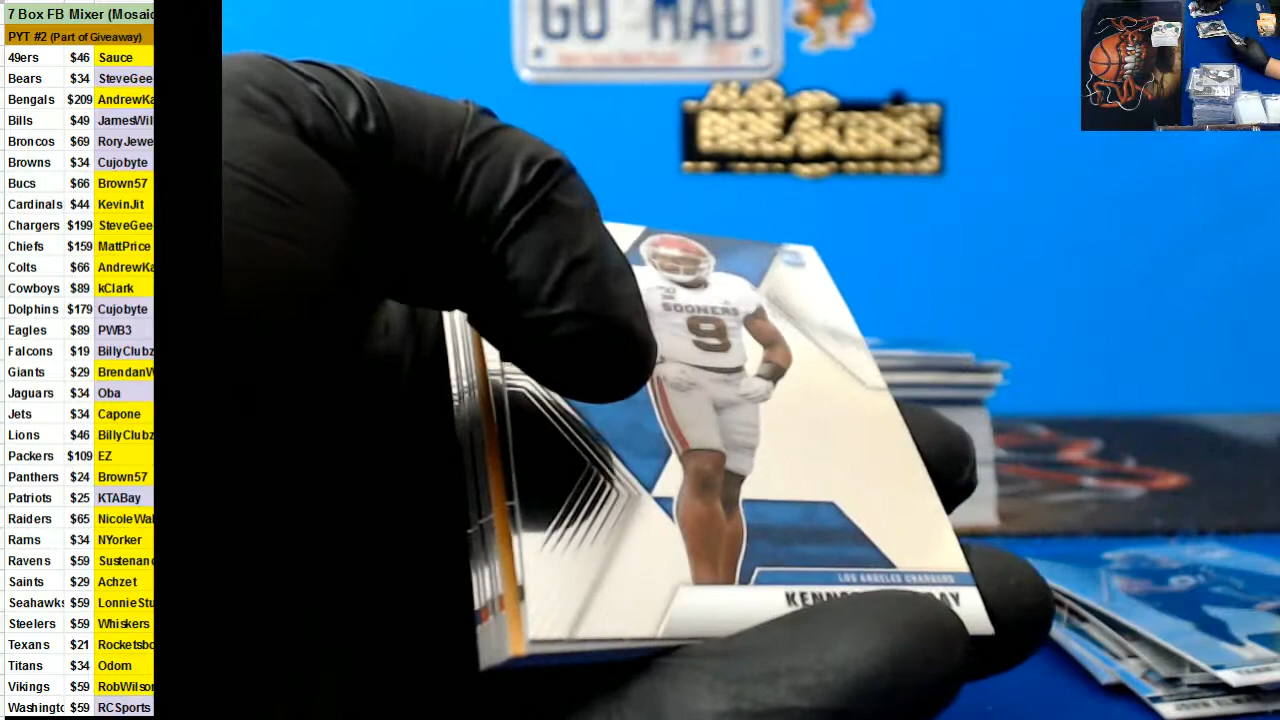 7 Box FB Mixer (Mosaic
PYT #2 (Part of Giveaway)
49ers $46 Sauce
Bears $34 SteveGee
Bengals $209 AndrewKa
Bills $49 JamesWil
Broncos $69 RoryJewe
Browns $34 Cujobyte
Bucs $66 Brown57
Cardinals $44 KevinJit
Chargers $199 SteveGee
Chiefs $159 MattPrice
Colts $66 AndrewKa
Cowboys $89 kClark
Dolphins $179 Cujobyte
Eagles $89 PWB3
Falcons $19 BillyClubz
Giants $29 BrendanW
Jaguars $34 Oba
Jets $34 Capone
Lions $46 BillyClubz
Packers $109 EZ
Panthers $24 Brown57
Patriots $25 KTABay
Raiders $65 NicoleWal
Rams $34 NYorker
Ravens $59 Sustenanc
Saints $29 Achzet
Seahawks $59 LonnieStu
Steelers $59 Whiskers
Texans $21 Rocketsbo
Titans $34 Odom
Vikings $59 RobWilson
Washingto $59 RCSports
GO MAD
BREAKERS
SOONERS
9
LOS ANGELES CHARGERS